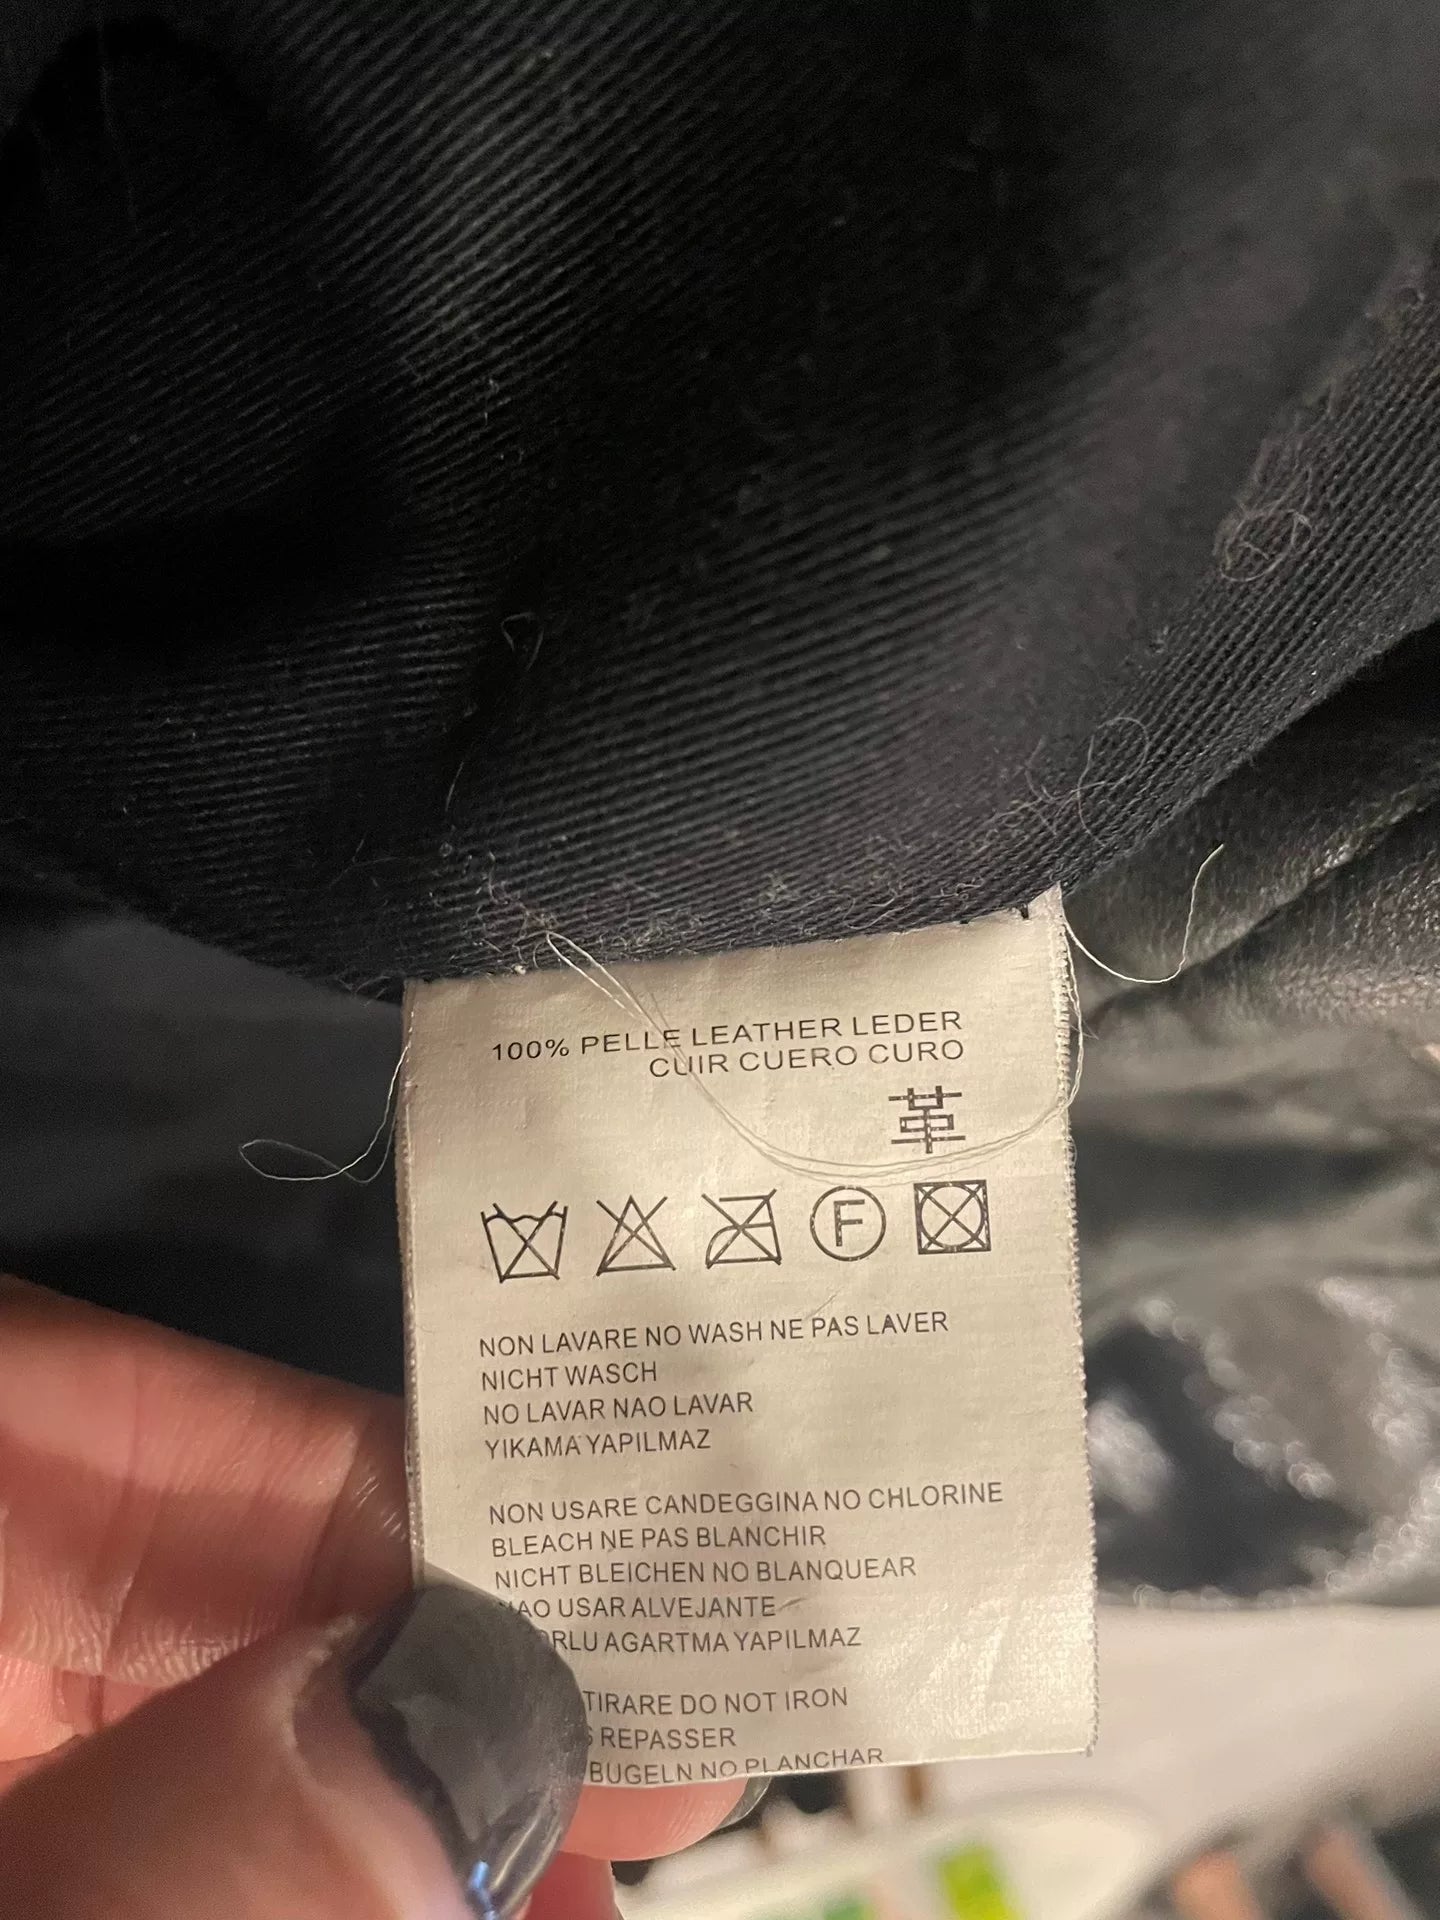 100% PELLE LEATHER LEDER
CUIR CUERO CURO
革
F
NON LAVARE NO WASH NE PAS LAVER
NICHT WASCH
NO LAVAR NAO LAVAR
YIKAMA YAPILMAZ
NON USARE CANDEGGINA NO CHLORINE
BLEACH NE PAS BLANCHIR
NICHT BLEICHEN NO BLANQUEAR
NAO USAR ALVEJANTE
AGARTMA YAPILMAZ
DO NOT IRON
REPASSER
BUGELN NO PLANCHAR